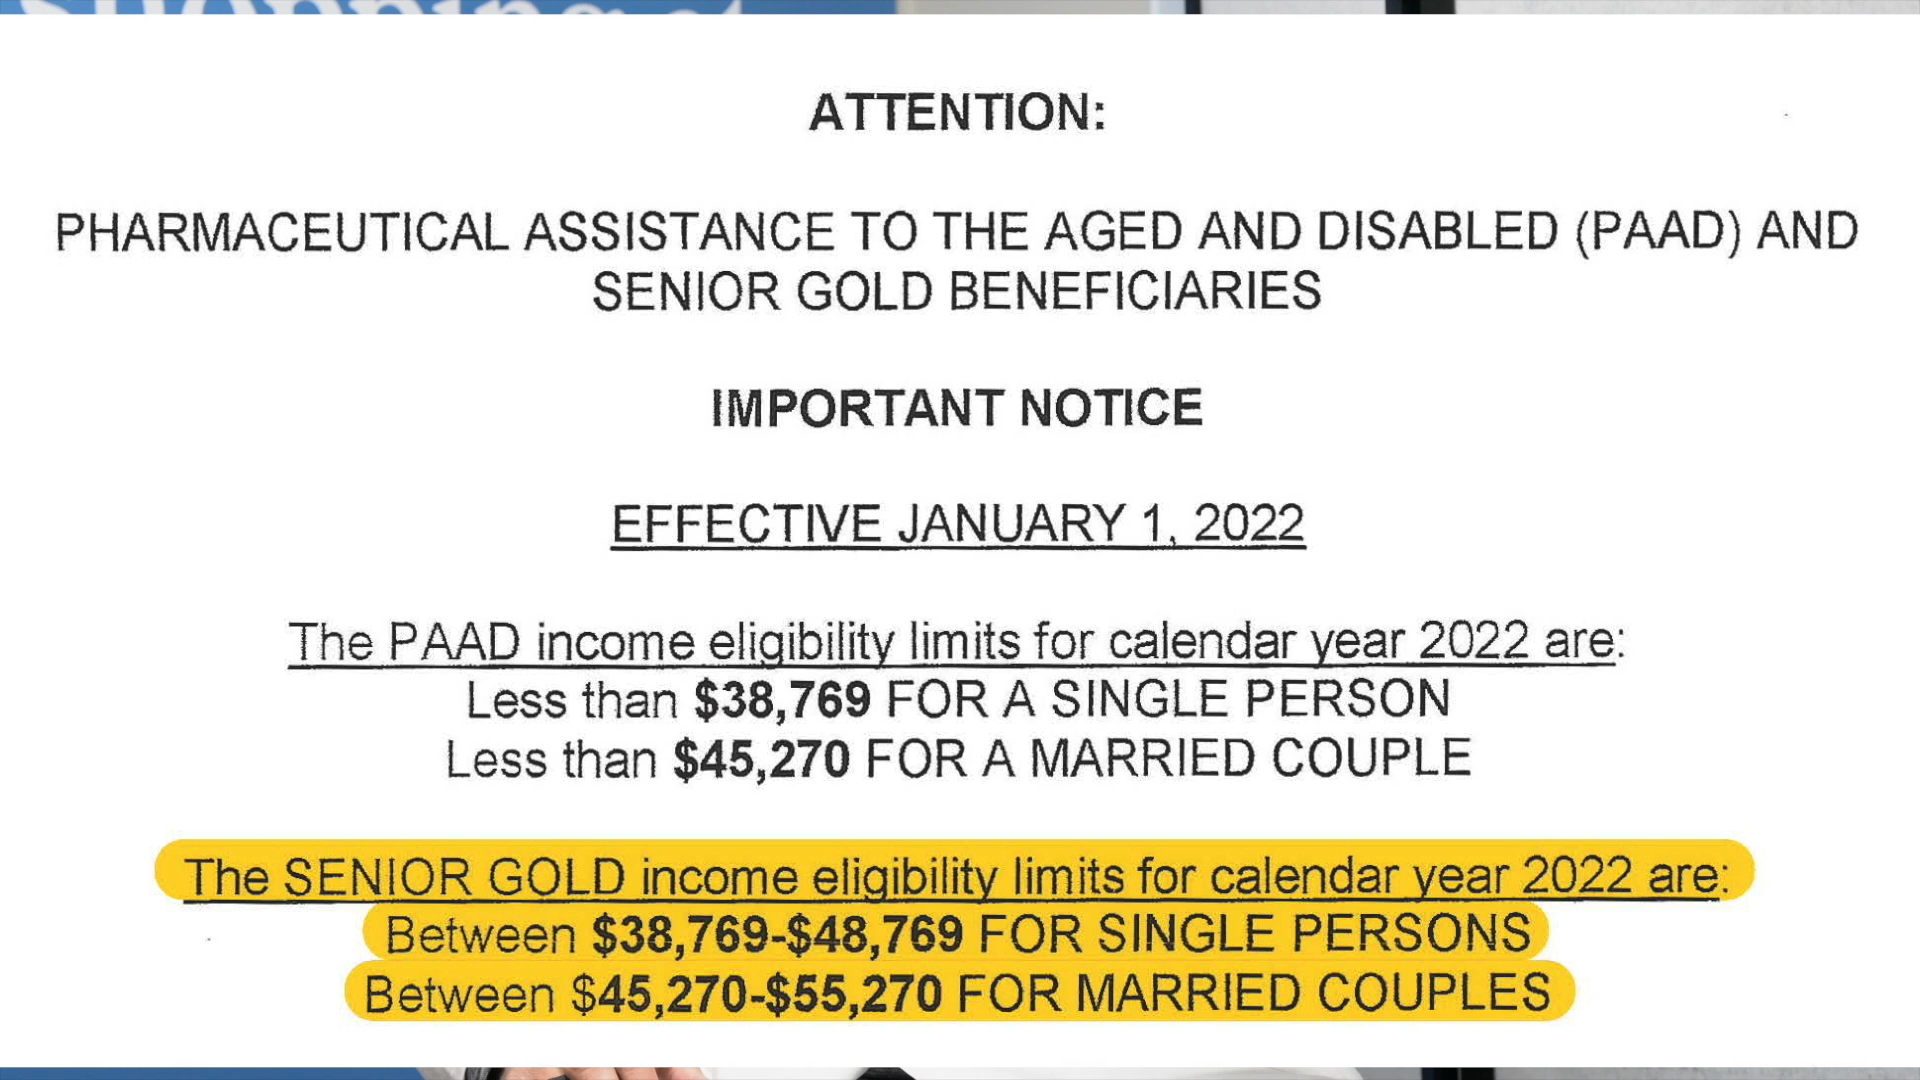 ATTENTION:
PHARMACEUTICAL ASSISTANCE TO THE AGED AND DISABLED (PAAD) AND
SENIOR GOLD BENEFICIARIES
IMPORTANT NOTICE
EFFECTIVE JANUARY 1, 2022
The PAAD income eligibility limits for calendar year 2022 are:
Less than $38,769 FOR A SINGLE PERSON
Less than $45,270 FOR A MARRIED COUPLE
The SENIOR GOLD income eligibility limits for calendar year 2022 are:
Between $38,769-$48,769 FOR SINGLE PERSONS
Between $45,270-$55,270 FOR MARRIED COUPLES